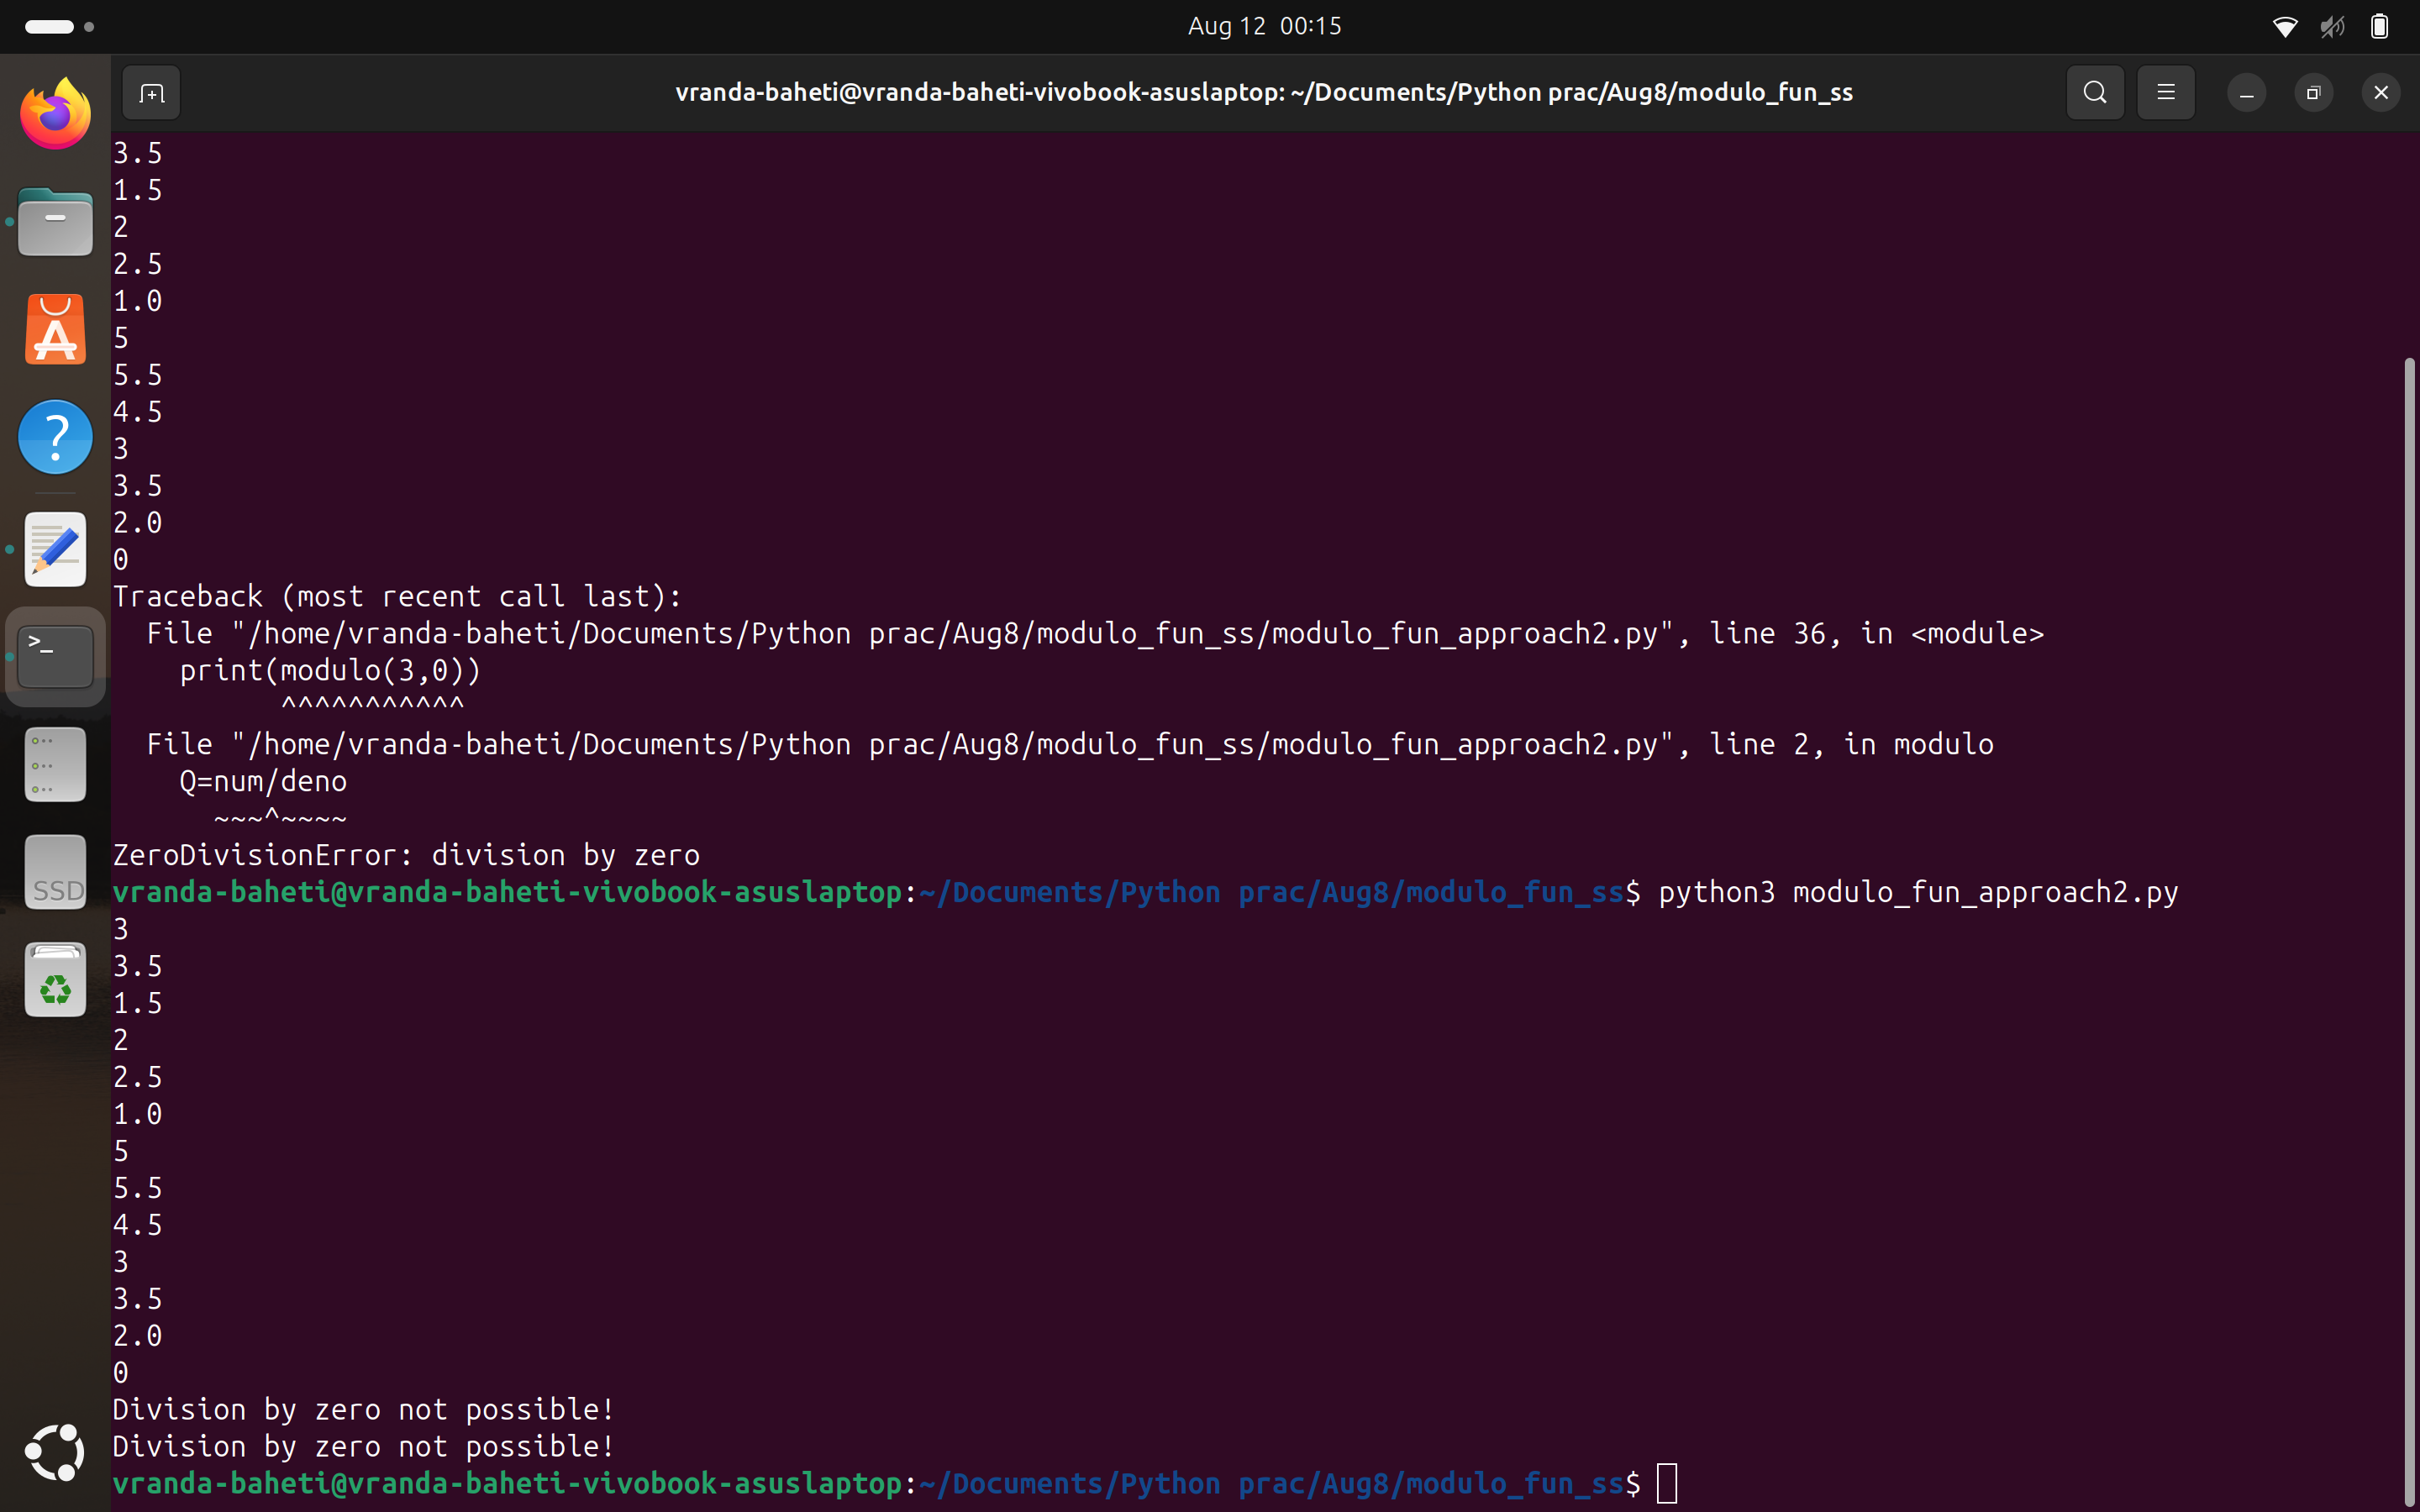 Aug 12 00:15
vranda-baheti@vranda-baheti-vivobook-asuslaptop: ~/Documents/Python prac/Aug8/modulo_fun_ss
3.5
1.5
2
2.5
1.0
5
5.5
4.5
3
3.5
2.0
0
Traceback (most recent call last):
  File "/home/vranda-baheti/Documents/Python prac/Aug8/modulo_fun_ss/modulo_fun_approach2.py", line 36, in <module>
    print(modulo(3,0))
          ^^^^^^^^^^^
  File "/home/vranda-baheti/Documents/Python prac/Aug8/modulo_fun_ss/modulo_fun_approach2.py", line 2, in modulo
    Q=num/deno
      ~~~^~~~~
ZeroDivisionError: division by zero
vranda-baheti@vranda-baheti-vivobook-asuslaptop:~/Documents/Python prac/Aug8/modulo_fun_ss$ python3 modulo_fun_approach2.py
3
3.5
1.5
2
2.5
1.0
5
5.5
4.5
3
3.5
2.0
0
Division by zero not possible!
Division by zero not possible!
vranda-baheti@vranda-baheti-vivobook-asuslaptop:~/Documents/Python prac/Aug8/modulo_fun_ss$
A
?
>_
SSD